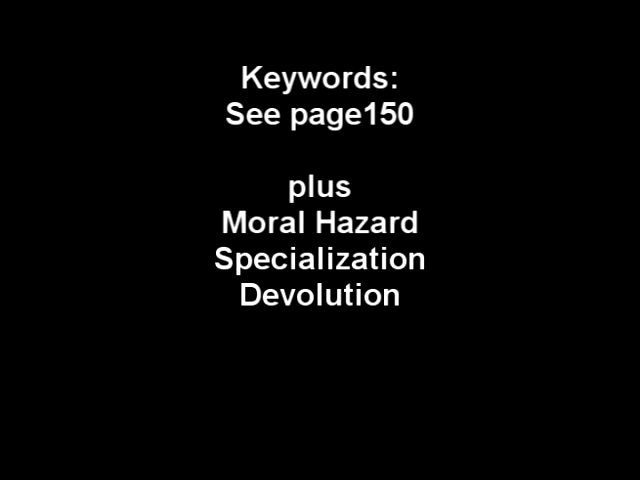 Keywords:
See page150
plus
Moral Hazard
Specialization
Devolution